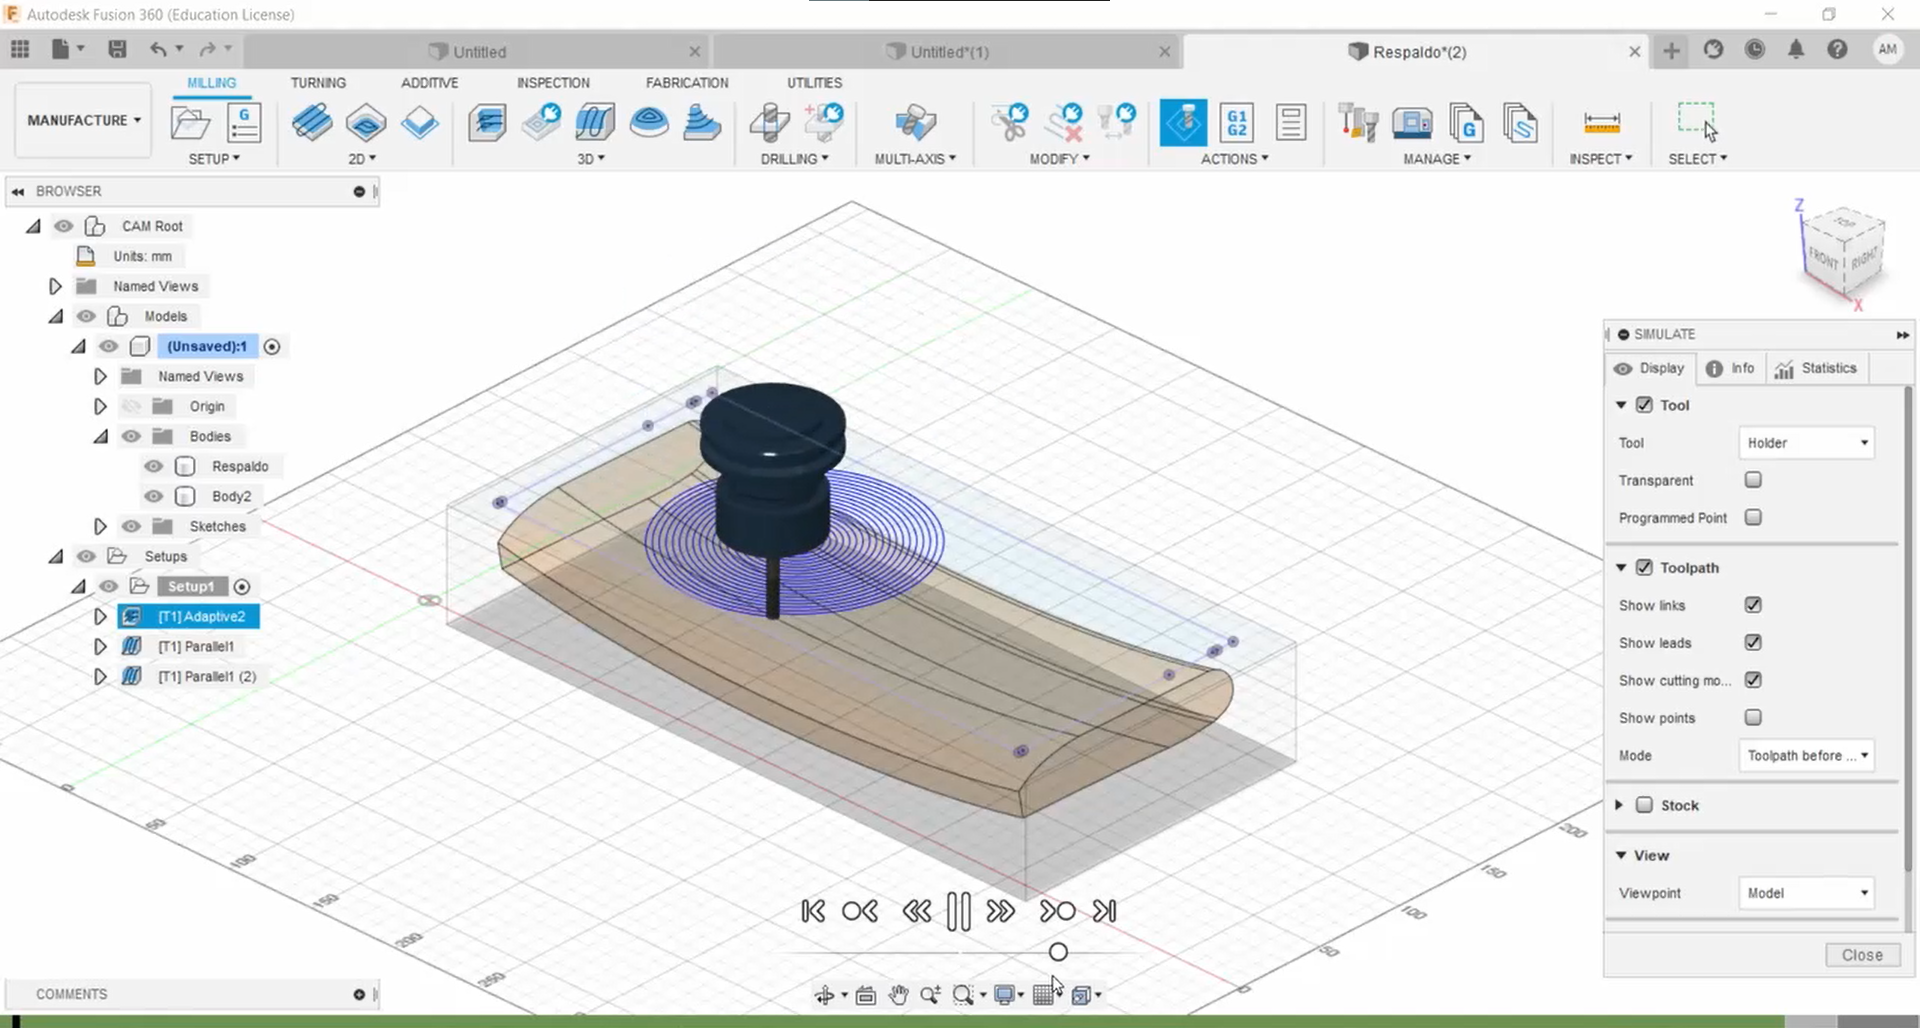 Autodesk Fusion 360 (Education License)
Untitled
Untitled*(1)
Respaldo*(2)
AM
MILLING
TURNING
ADDITIVE
INSPECTION
FABRICATION
UTILITIES
MANUFACTURE
G
G1
G2
G
SETUP
2D
3D
DRILLING
MULTI-AXIS
MODIFY
ACTIONS
MANAGE
INSPECT
SELECT
BROWSER
CAM Root
Units: mm
Named Views
Models
(Unsaved):1
Named Views
Origin
Bodies
Respaldo
Body2
Sketches
Setups
Setup1
[T1] Adaptive2
[T1] Parallel1
[T1] Parallel1 (2)
Z
TOP
FRONT
RIGHT
X
SIMULATE
Display
Info
Statistics
Tool
Tool
Holder
Transparent
Programmed Point
Toolpath
Show links
Show leads
Show cutting mo...
Show points
Mode
Toolpath before ...
Stock
View
Viewpoint
Model
Close
0
50
100
150
200
250
0
50
100
150
200
COMMENTS